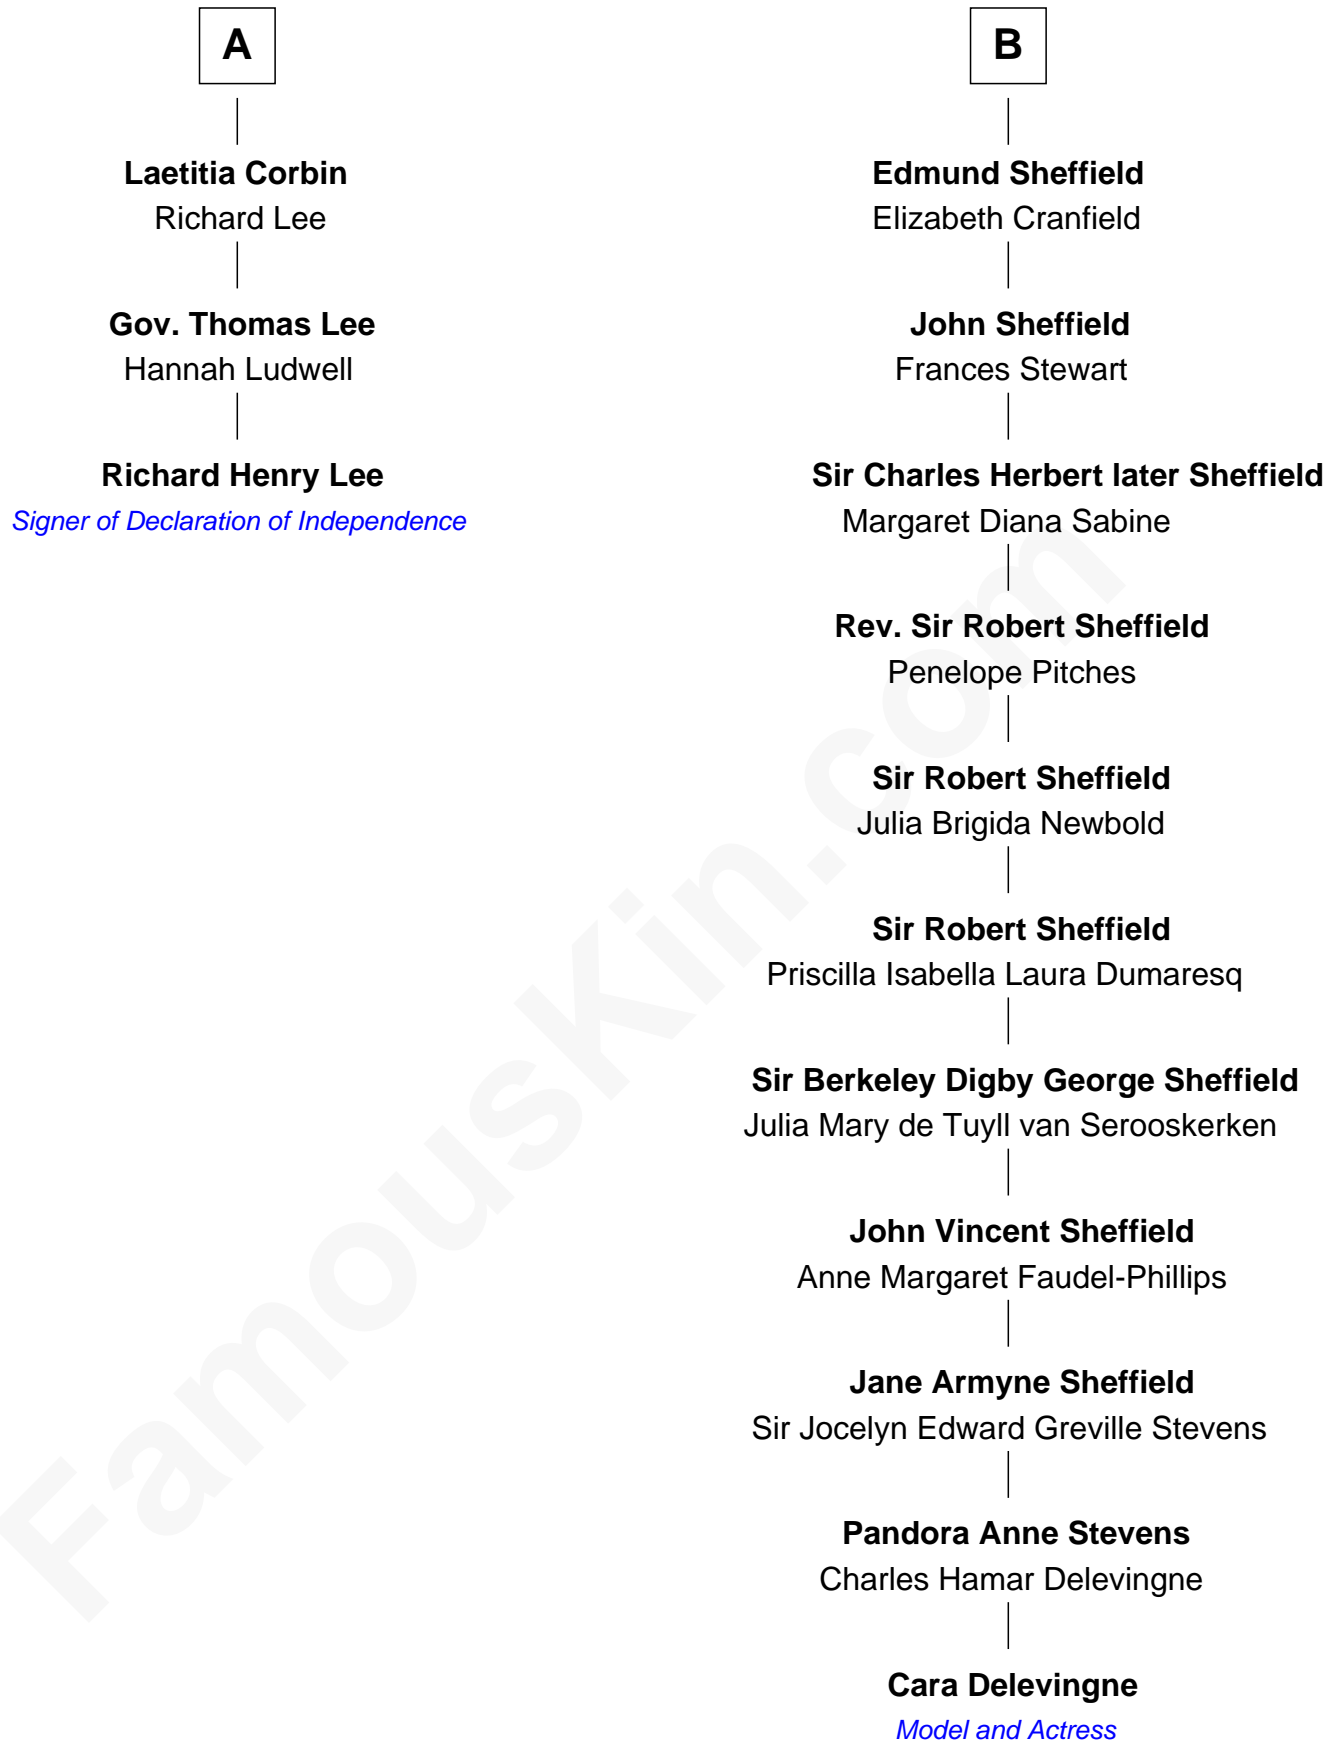 A
Laetitia Corbin
Richard Lee
Gov. Thomas Lee
Hannah Ludwell
Richard Henry Lee
Signer of Declaration of Independence
B
Edmund Sheffield
Elizabeth Cranfield
John Sheffield
Frances Stewart
Sir Charles Herbert later Sheffield
Margaret Diana Sabine
Rev. Sir Robert Sheffield
Penelope Pitches
Sir Robert Sheffield
Julia Brigida Newbold
Sir Robert Sheffield
Priscilla Isabella Laura Dumaresq
Sir Berkeley Digby George Sheffield
Julia Mary de Tuyll van Serooskerken
John Vincent Sheffield
Anne Margaret Faudel-Phillips
Jane Armyne Sheffield
Sir Jocelyn Edward Greville Stevens
Pandora Anne Stevens
Charles Hamar Delevingne
Cara Delevingne
Model and Actress
FamousKin.com